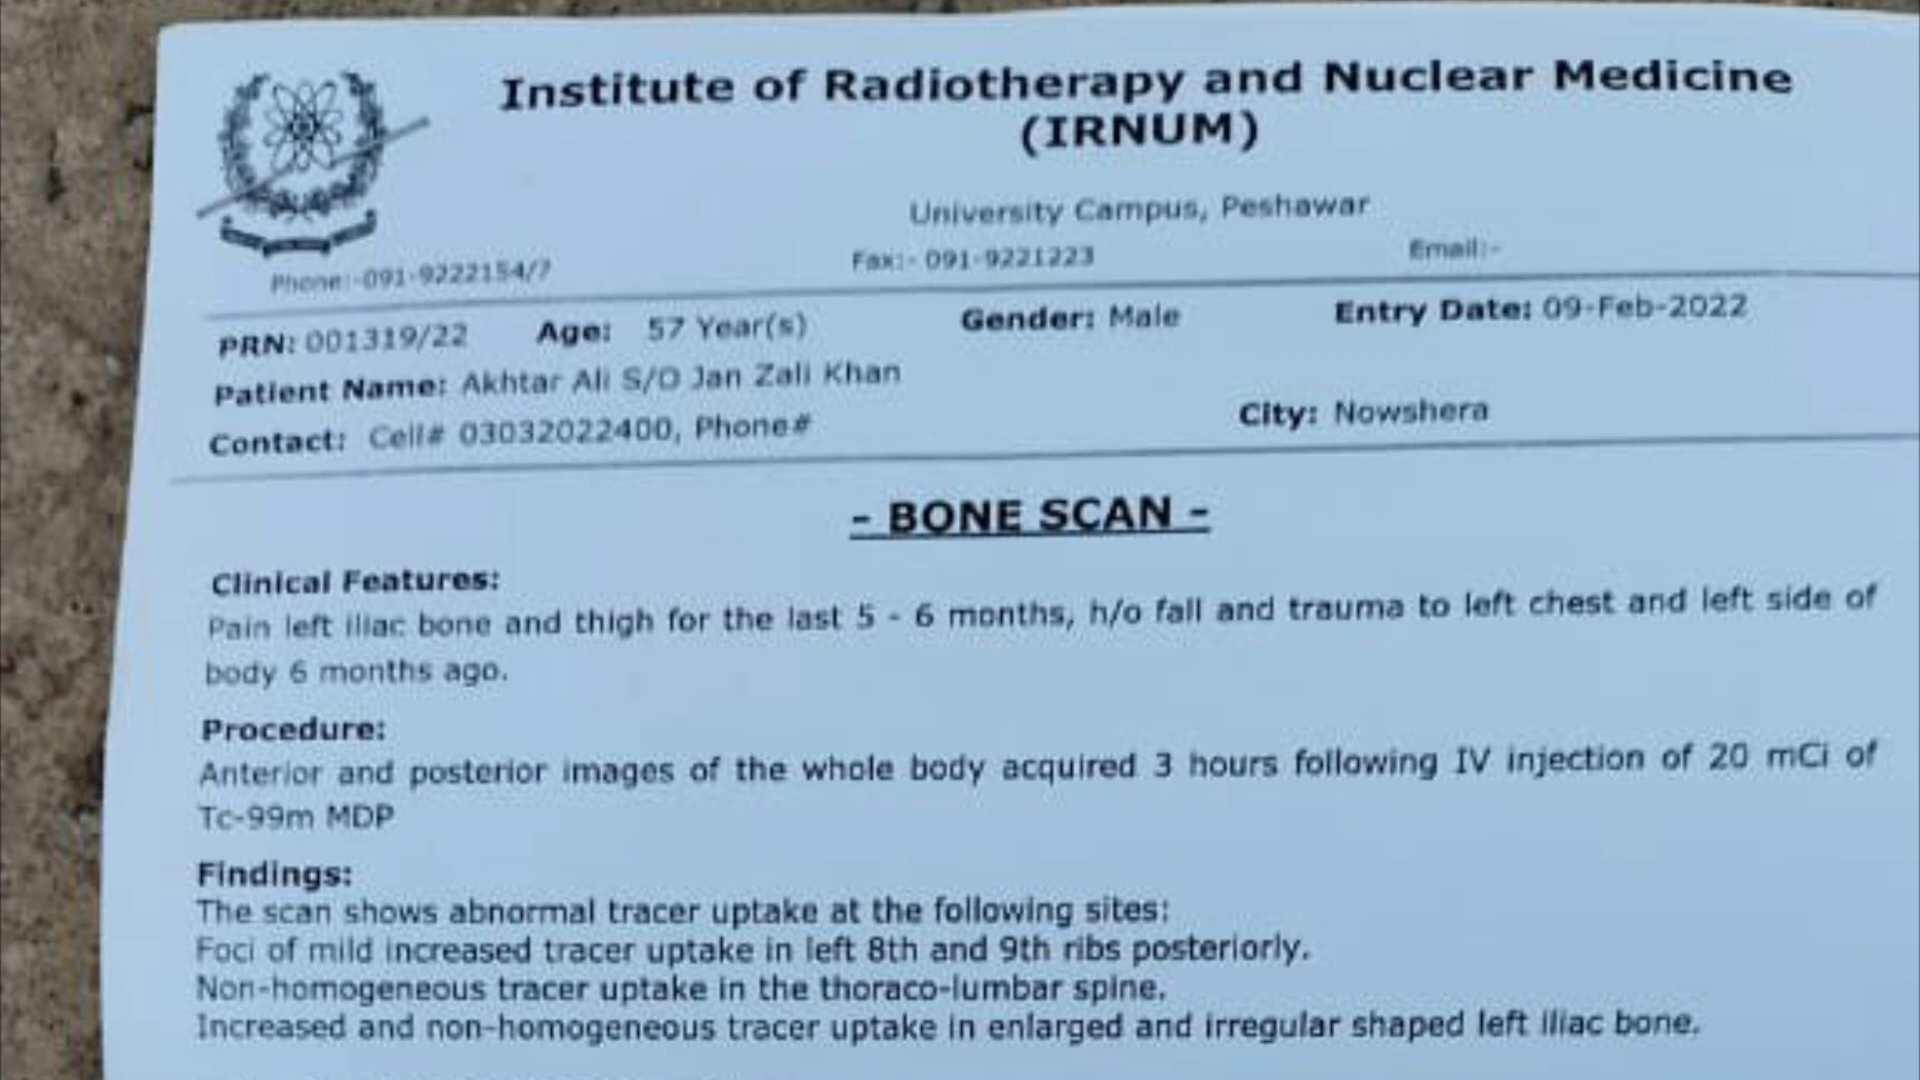 Institute of Radiotherapy and Nuclear Medicine
(IRNUM)
University Campus, Peshawar
Phone:-091-9222154/7 Fax:- 091-9221223 Email:-
PRN: 001319/22 Age: 57 Year(s) Gender: Male Entry Date: 09-Feb-2022
Patient Name: Akhtar Ali S/O Jan Zali Khan
Contact: Cell# 03032022400, Phone# City: Nowshera
- BONE SCAN -
Clinical Features:
Pain left iliac bone and thigh for the last 5 - 6 months, h/o fall and trauma to left chest and left side of
body 6 months ago.
Procedure:
Anterior and posterior images of the whole body acquired 3 hours following IV injection of 20 mCi of
Tc-99m MDP
Findings:
The scan shows abnormal tracer uptake at the following sites:
Foci of mild increased tracer uptake in left 8th and 9th ribs posteriorly.
Non-homogeneous tracer uptake in the thoraco-lumbar spine.
Increased and non-homogeneous tracer uptake in enlarged and irregular shaped left iliac bone.